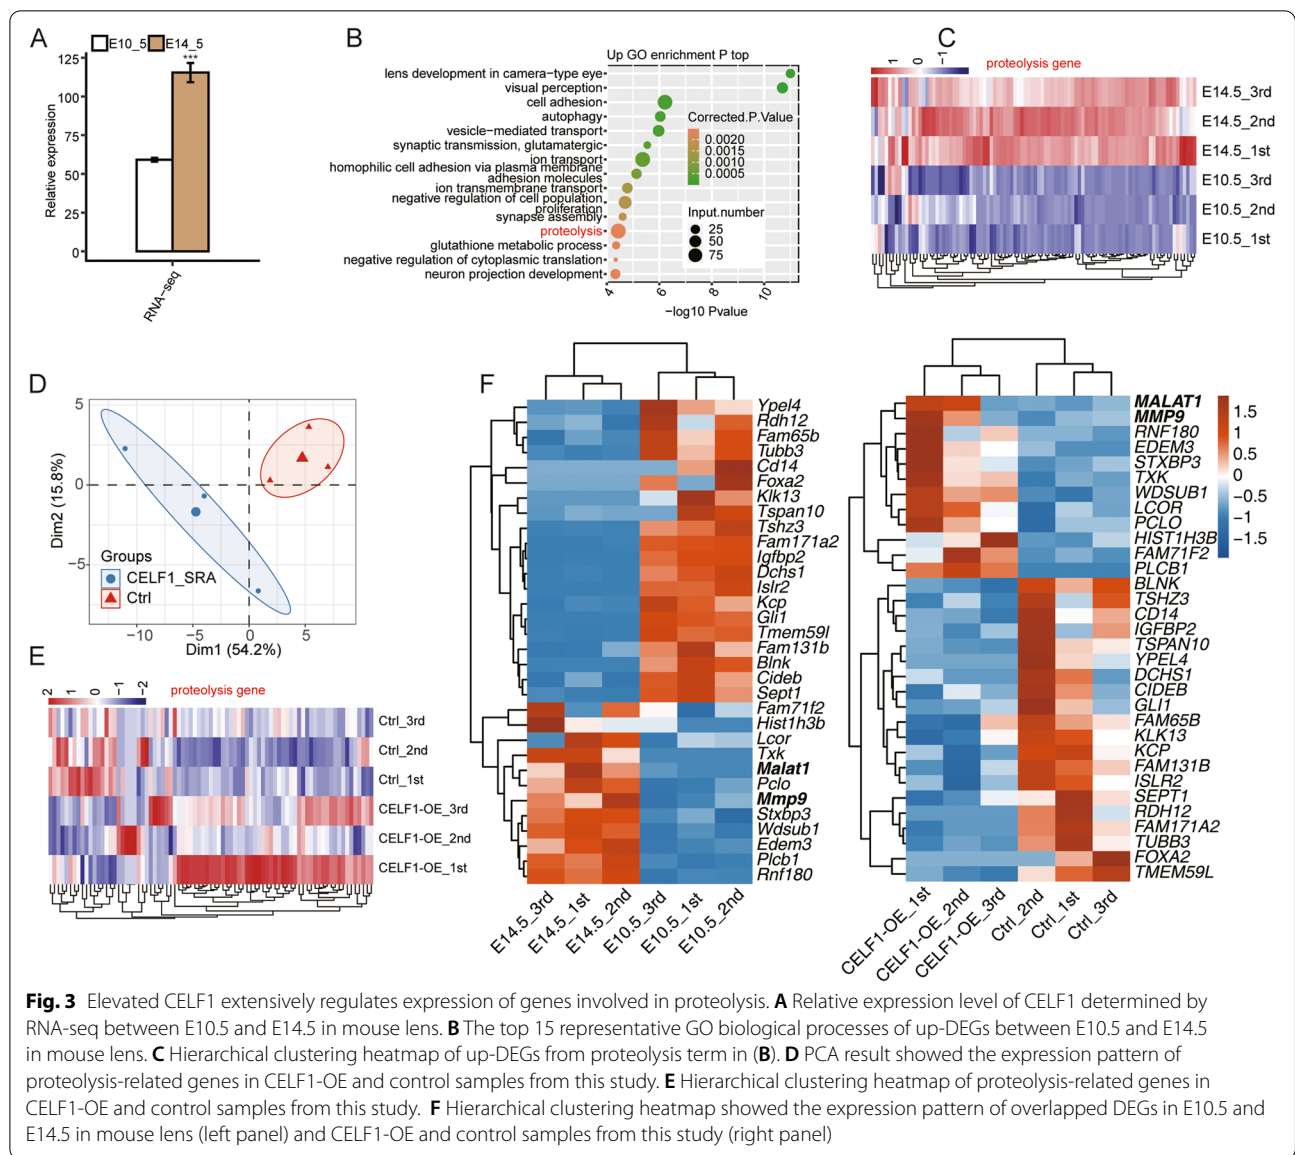 A
E10_5 E14_5
***
125
100
75
50
25
0
Relative expression
RNA−seq
B
Up GO enrichment P top
lens development in camera−type eye
visual perception
cell adhesion
autophagy
vesicle−mediated transport
synaptic transmission, glutamatergic
ion transport
homophilic cell adhesion via plasma membrane
adhesion molecules
ion transmembrane transport
negative regulation of cell population
proliferation
synapse assembly
proteolysis
glutathione metabolic process
negative regulation of cytoplasmic translation
neuron projection development
Corrected.P.Value
0.0020
0.0015
0.0010
0.0005
Input.number
25
50
75
4 6 8 10
−log10 Pvalue
C
1 0 −1
proteolysis gene
E14.5_3rd
E14.5_2nd
E14.5_1st
E10.5_3rd
E10.5_2nd
E10.5_1st
D
5
0
−5
Dim2 (15.8%)
Groups
CELF1_SRA
Ctrl
−10 −5 0 5
Dim1 (54.2%)
E
2 1 0 −1 −2
proteolysis gene
Ctrl_3rd
Ctrl_2nd
Ctrl_1st
CELF1-OE_3rd
CELF1-OE_2nd
CELF1-OE_1st
F
Ypel4
Rdh12
Fam65b
Tubb3
Cd14
Foxa2
Klk13
Tspan10
Tshz3
Fam171a2
Igfbp2
Dchs1
Islr2
Kcp
Gli1
Tmem59l
Fam131b
Blnk
Cideb
Sept1
Fam71f2
Hist1h3b
Lcor
Txk
Malat1
Pclo
Mmp9
Stxbp3
Wdsub1
Edem3
Plcb1
Rnf180
E14.5_3rd
E14.5_1st
E14.5_2nd
E10.5_3rd
E10.5_1st
E10.5_2nd
MALAT1
MMP9
RNF180
EDEM3
STXBP3
TXK
WDSUB1
LCOR
PCLO
HIST1H3B
FAM71F2
PLCB1
BLNK
TSHZ3
CD14
IGFBP2
TSPAN10
YPEL4
DCHS1
CIDEB
GLI1
FAM65B
KLK13
KCP
FAM131B
ISLR2
SEPT1
RDH12
FAM171A2
TUBB3
FOXA2
TMEM59L
CELF1-OE_1st
CELF1-OE_2nd
CELF1-OE_3rd
Ctrl_2nd
Ctrl_1st
Ctrl_3rd
1.5
1
0.5
0
−0.5
−1
−1.5
Fig. 3 Elevated CELF1 extensively regulates expression of genes involved in proteolysis. A Relative expression level of CELF1 determined by
RNA-seq between E10.5 and E14.5 in mouse lens. B The top 15 representative GO biological processes of up-DEGs between E10.5 and E14.5
in mouse lens. C Hierarchical clustering heatmap of up-DEGs from proteolysis term in (B). D PCA result showed the expression pattern of
proteolysis-related genes in CELF1-OE and control samples from this study. E Hierarchical clustering heatmap of proteolysis-related genes in
CELF1-OE and control samples from this study. F Hierarchical clustering heatmap showed the expression pattern of overlapped DEGs in E10.5 and
E14.5 in mouse lens (left panel) and CELF1-OE and control samples from this study (right panel)